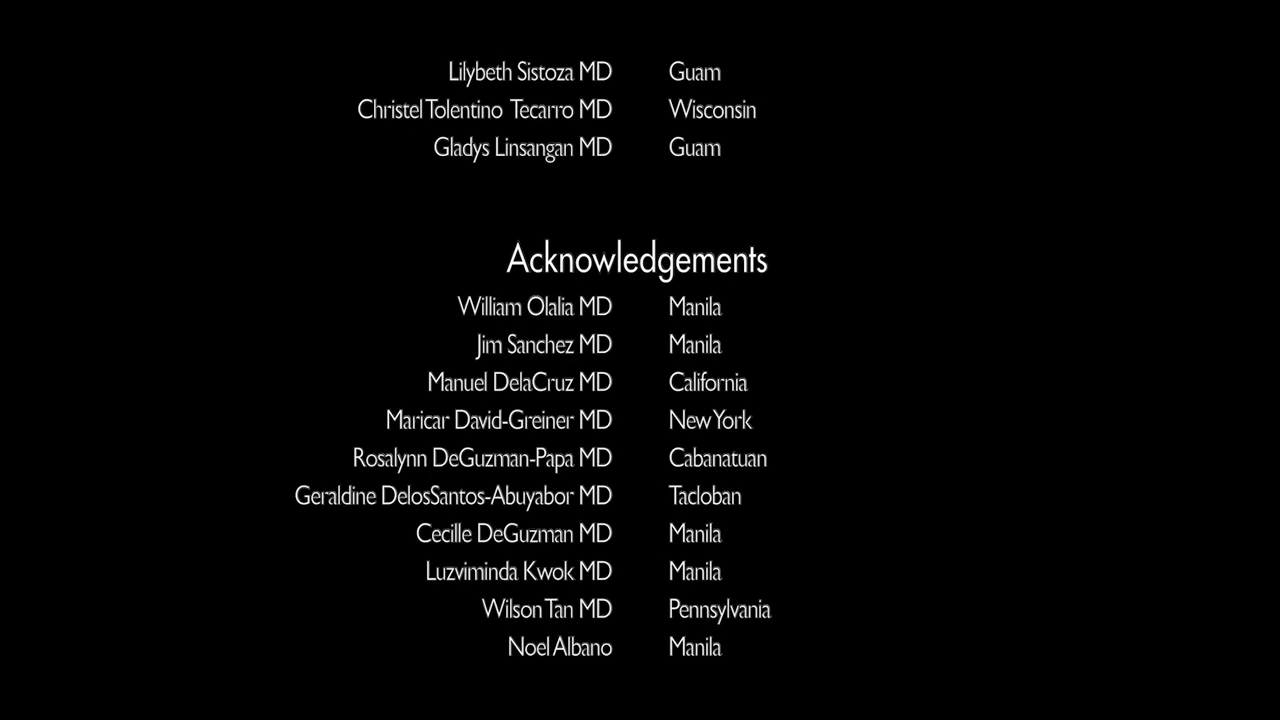 Lilybeth Sistoza MD Guam
Christel Tolentino Tecarro MD Wisconsin
Gladys Linsangan MD Guam
Acknowledgements
William Olalia MD Manila
Jim Sanchez MD Manila
Manuel DelaCruz MD California
Maricar David-Greiner MD New York
Rosalynn DeGuzman-Papa MD Cabanatuan
Geraldine DelosSantos-Abuyabor MD Tacloban
Cecille DeGuzman MD Manila
Luzviminda Kwok MD Manila
Wilson Tan MD Pennsylvania
Noel Albano Manila